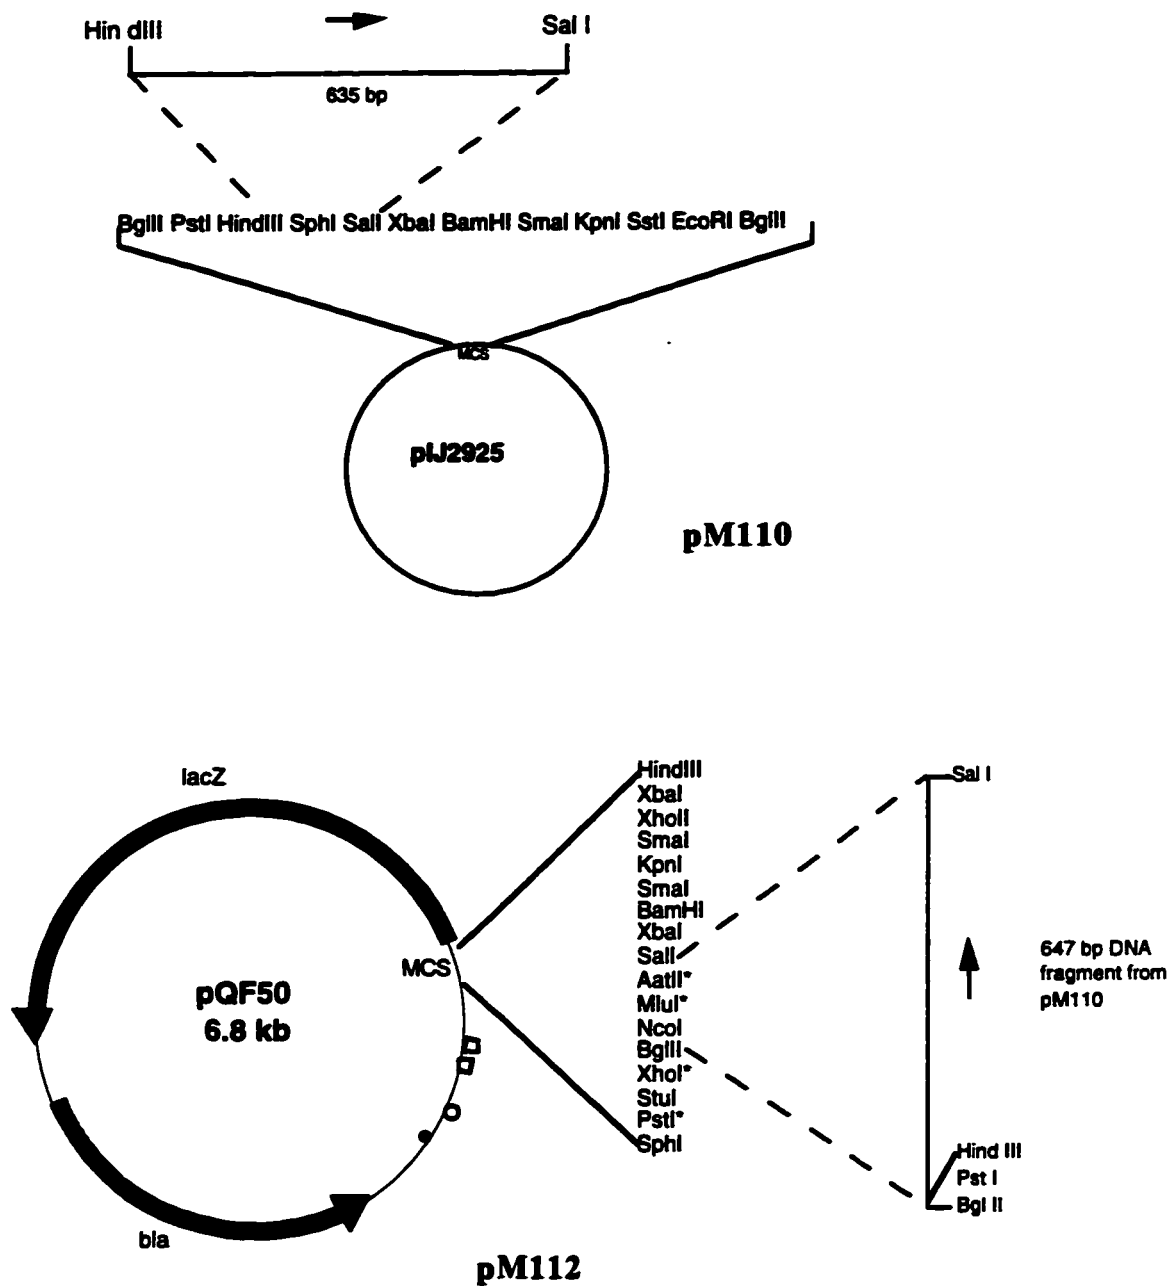 Hin dIII
Sal I
635 bp
BglII PstI HindIII SphI SalI XbaI BamHI SmaI KpnI SstI EcoRI BglII
MCS
pIJ2925
pM110
lacZ
MCS
pQF50
6.8 kb
bla
HindIII
XbaI
XhoII
SmaI
KpnI
SmaI
BamHI
XbaI
SalI
AatII*
MluI*
NcoI
BglII
XhoI*
StuI
PstI*
SphI
Sal I
647 bp DNA
fragment from
pM110
Hind III
Pst I
Bgl II
pM112